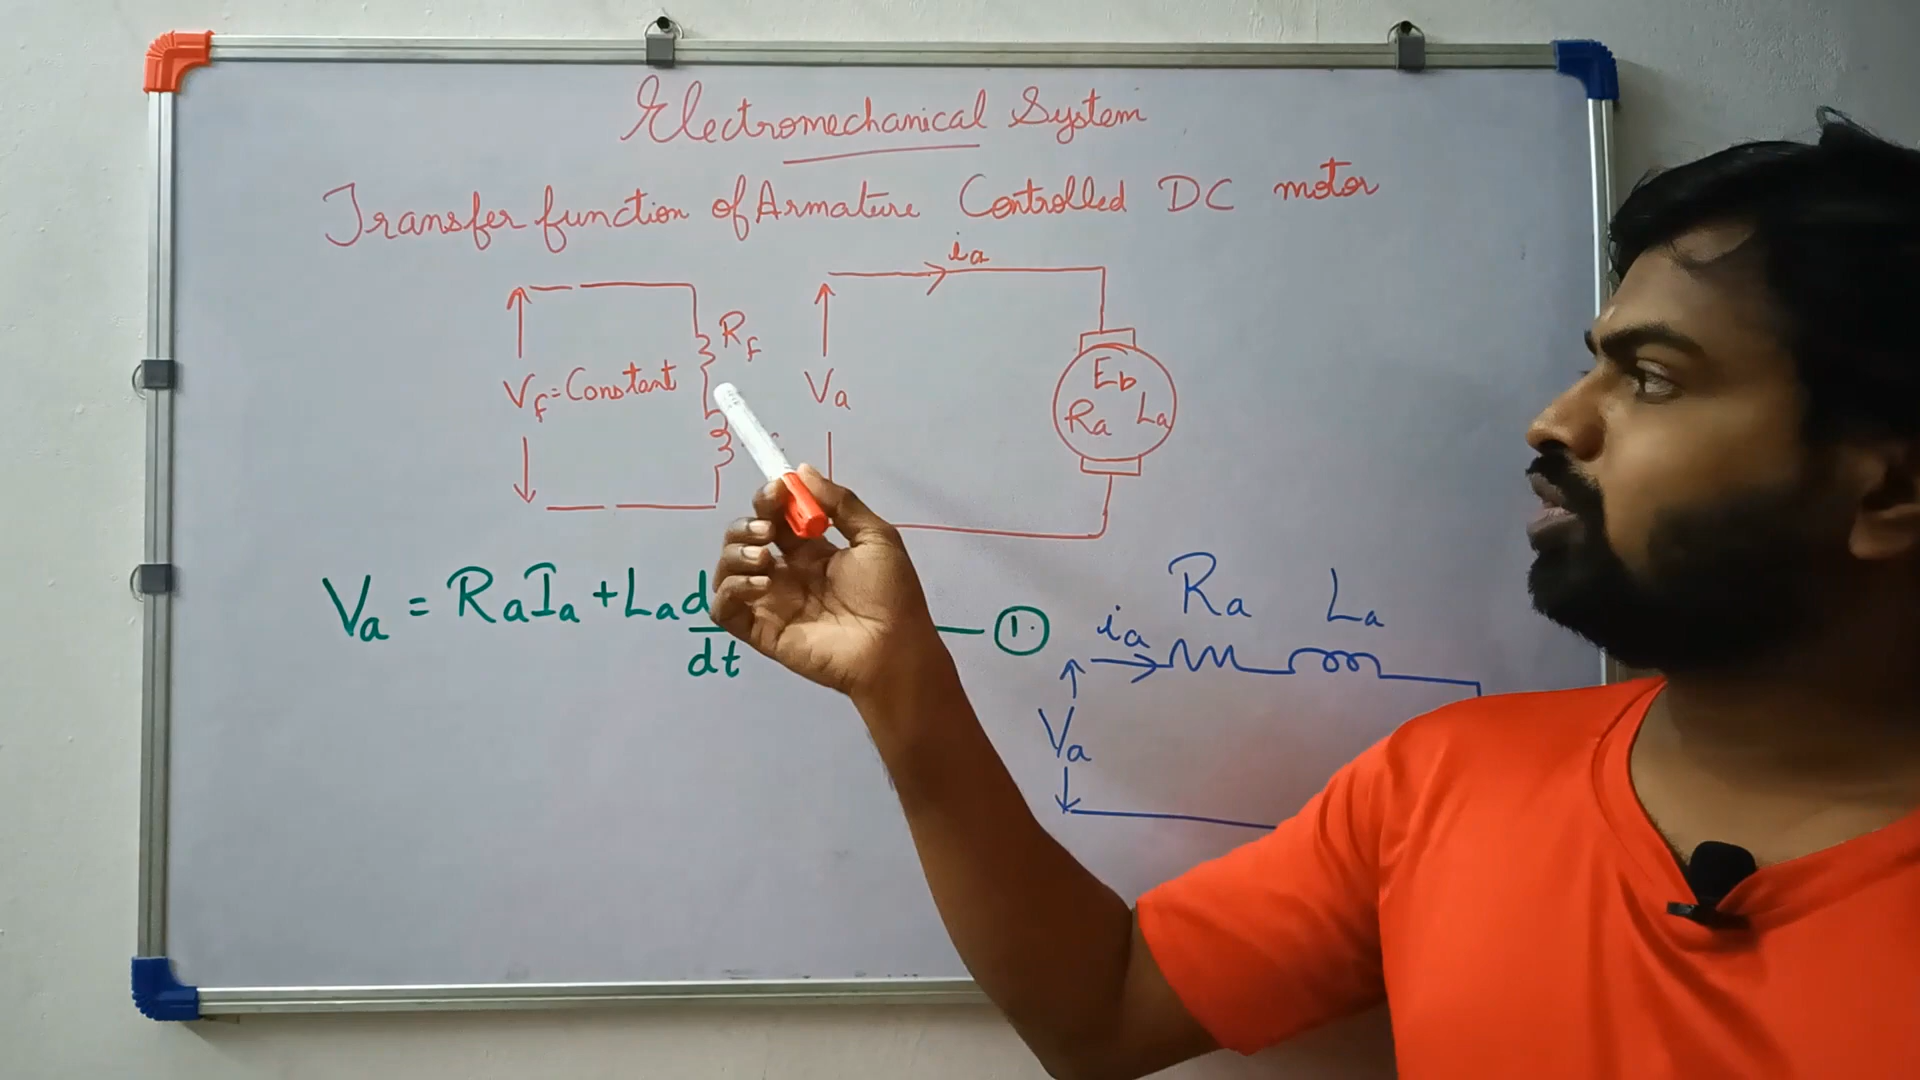 Electromechanical System
Transfer function of Armature Controlled DC motor
ia
Rf
Vf = Constant
Va
Eb
Ra La
Va = RaIa + La d
dt
— 1.
Ra La
ia
Va